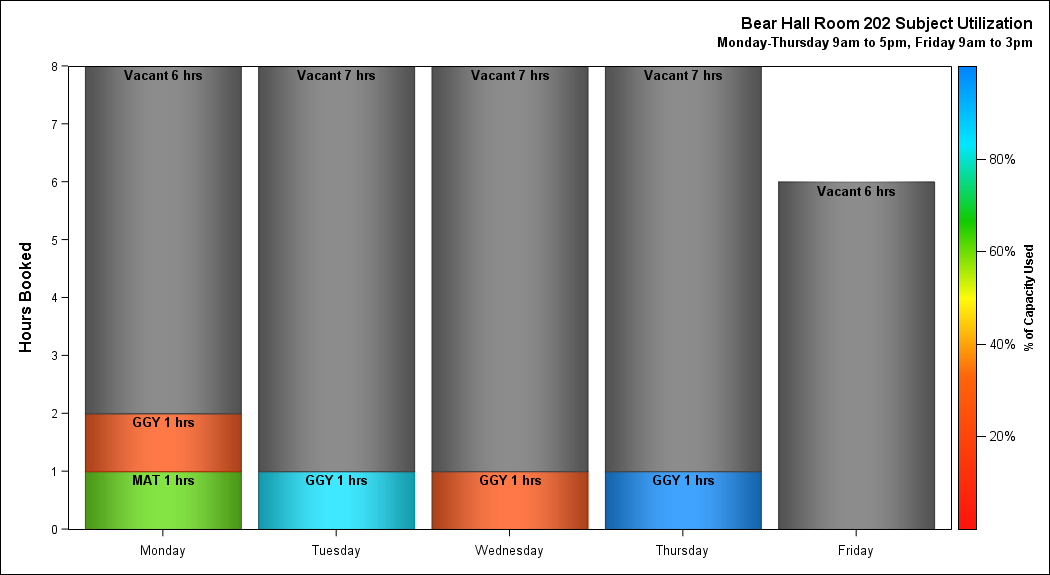 Bear Hall Room 202 Subject Utilization
Monday-Thursday 9am to 5pm, Friday 9am to 3pm
Hours Booked
8
7
6
5
4
3
2
1
0
Vacant 6 hrs
GGY 1 hrs
MAT 1 hrs
Vacant 7 hrs
GGY 1 hrs
Vacant 7 hrs
GGY 1 hrs
Vacant 7 hrs
GGY 1 hrs
Vacant 6 hrs
Monday
Tuesday
Wednesday
Thursday
Friday
80%
60%
40%
20%
% of Capacity Used